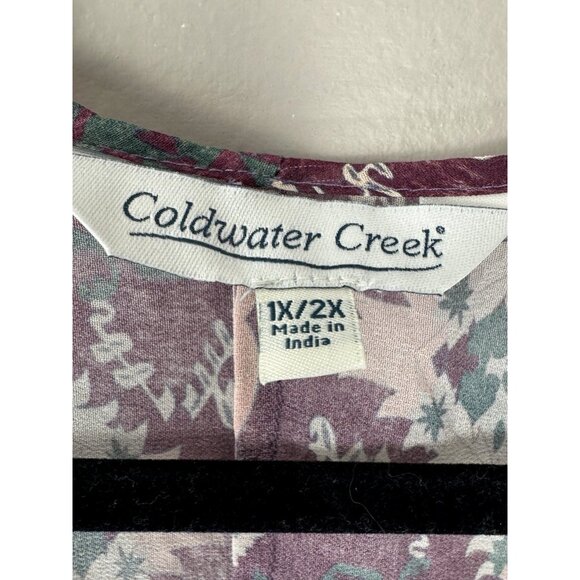 Coldwater Creek®
1X/2X
Made in
India